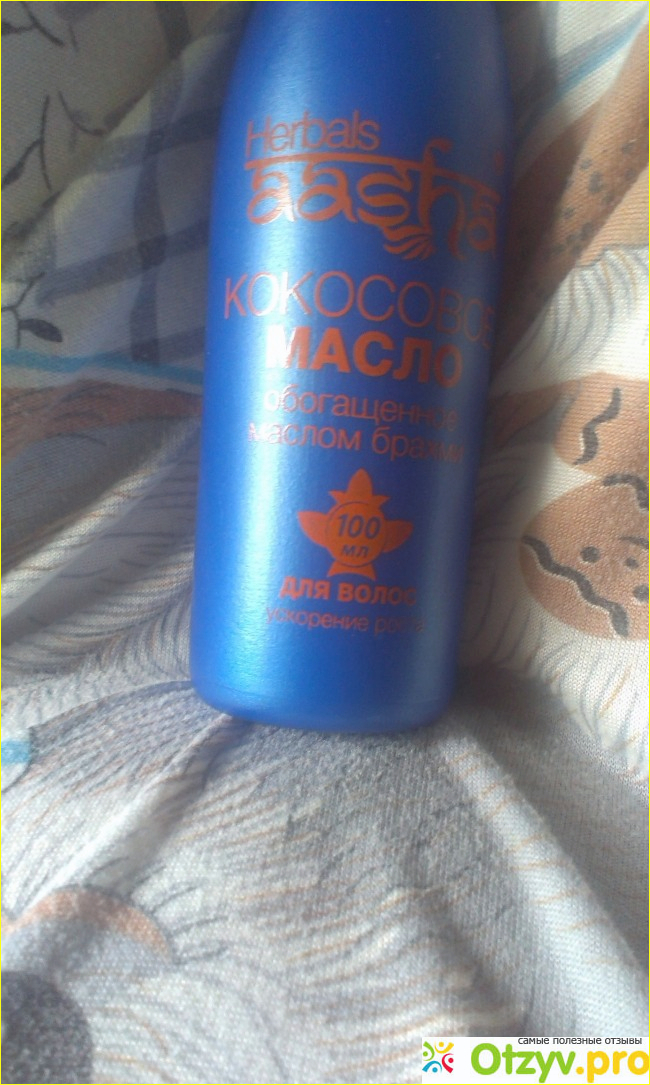 Herbals
aasha
КОКОСОВОЕ
МАСЛО
обогащенное
маслом брахми
100
мл
для волос
ускорение роста
самые полезные отзывы
Otzyv.pro